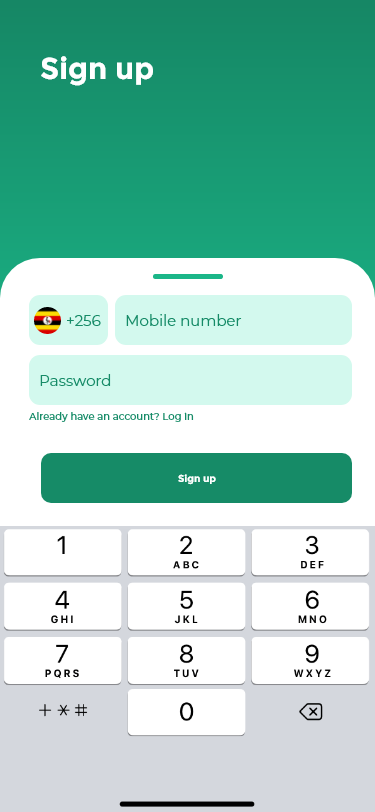 Sign up
+256 Mobile number
Password
Already have an account? Log In
Sign up
1 2 3
ABC DEF
4 5 6
GHI JKL MNO
7 8 9
PQRS TUV WXYZ
+ * # 0